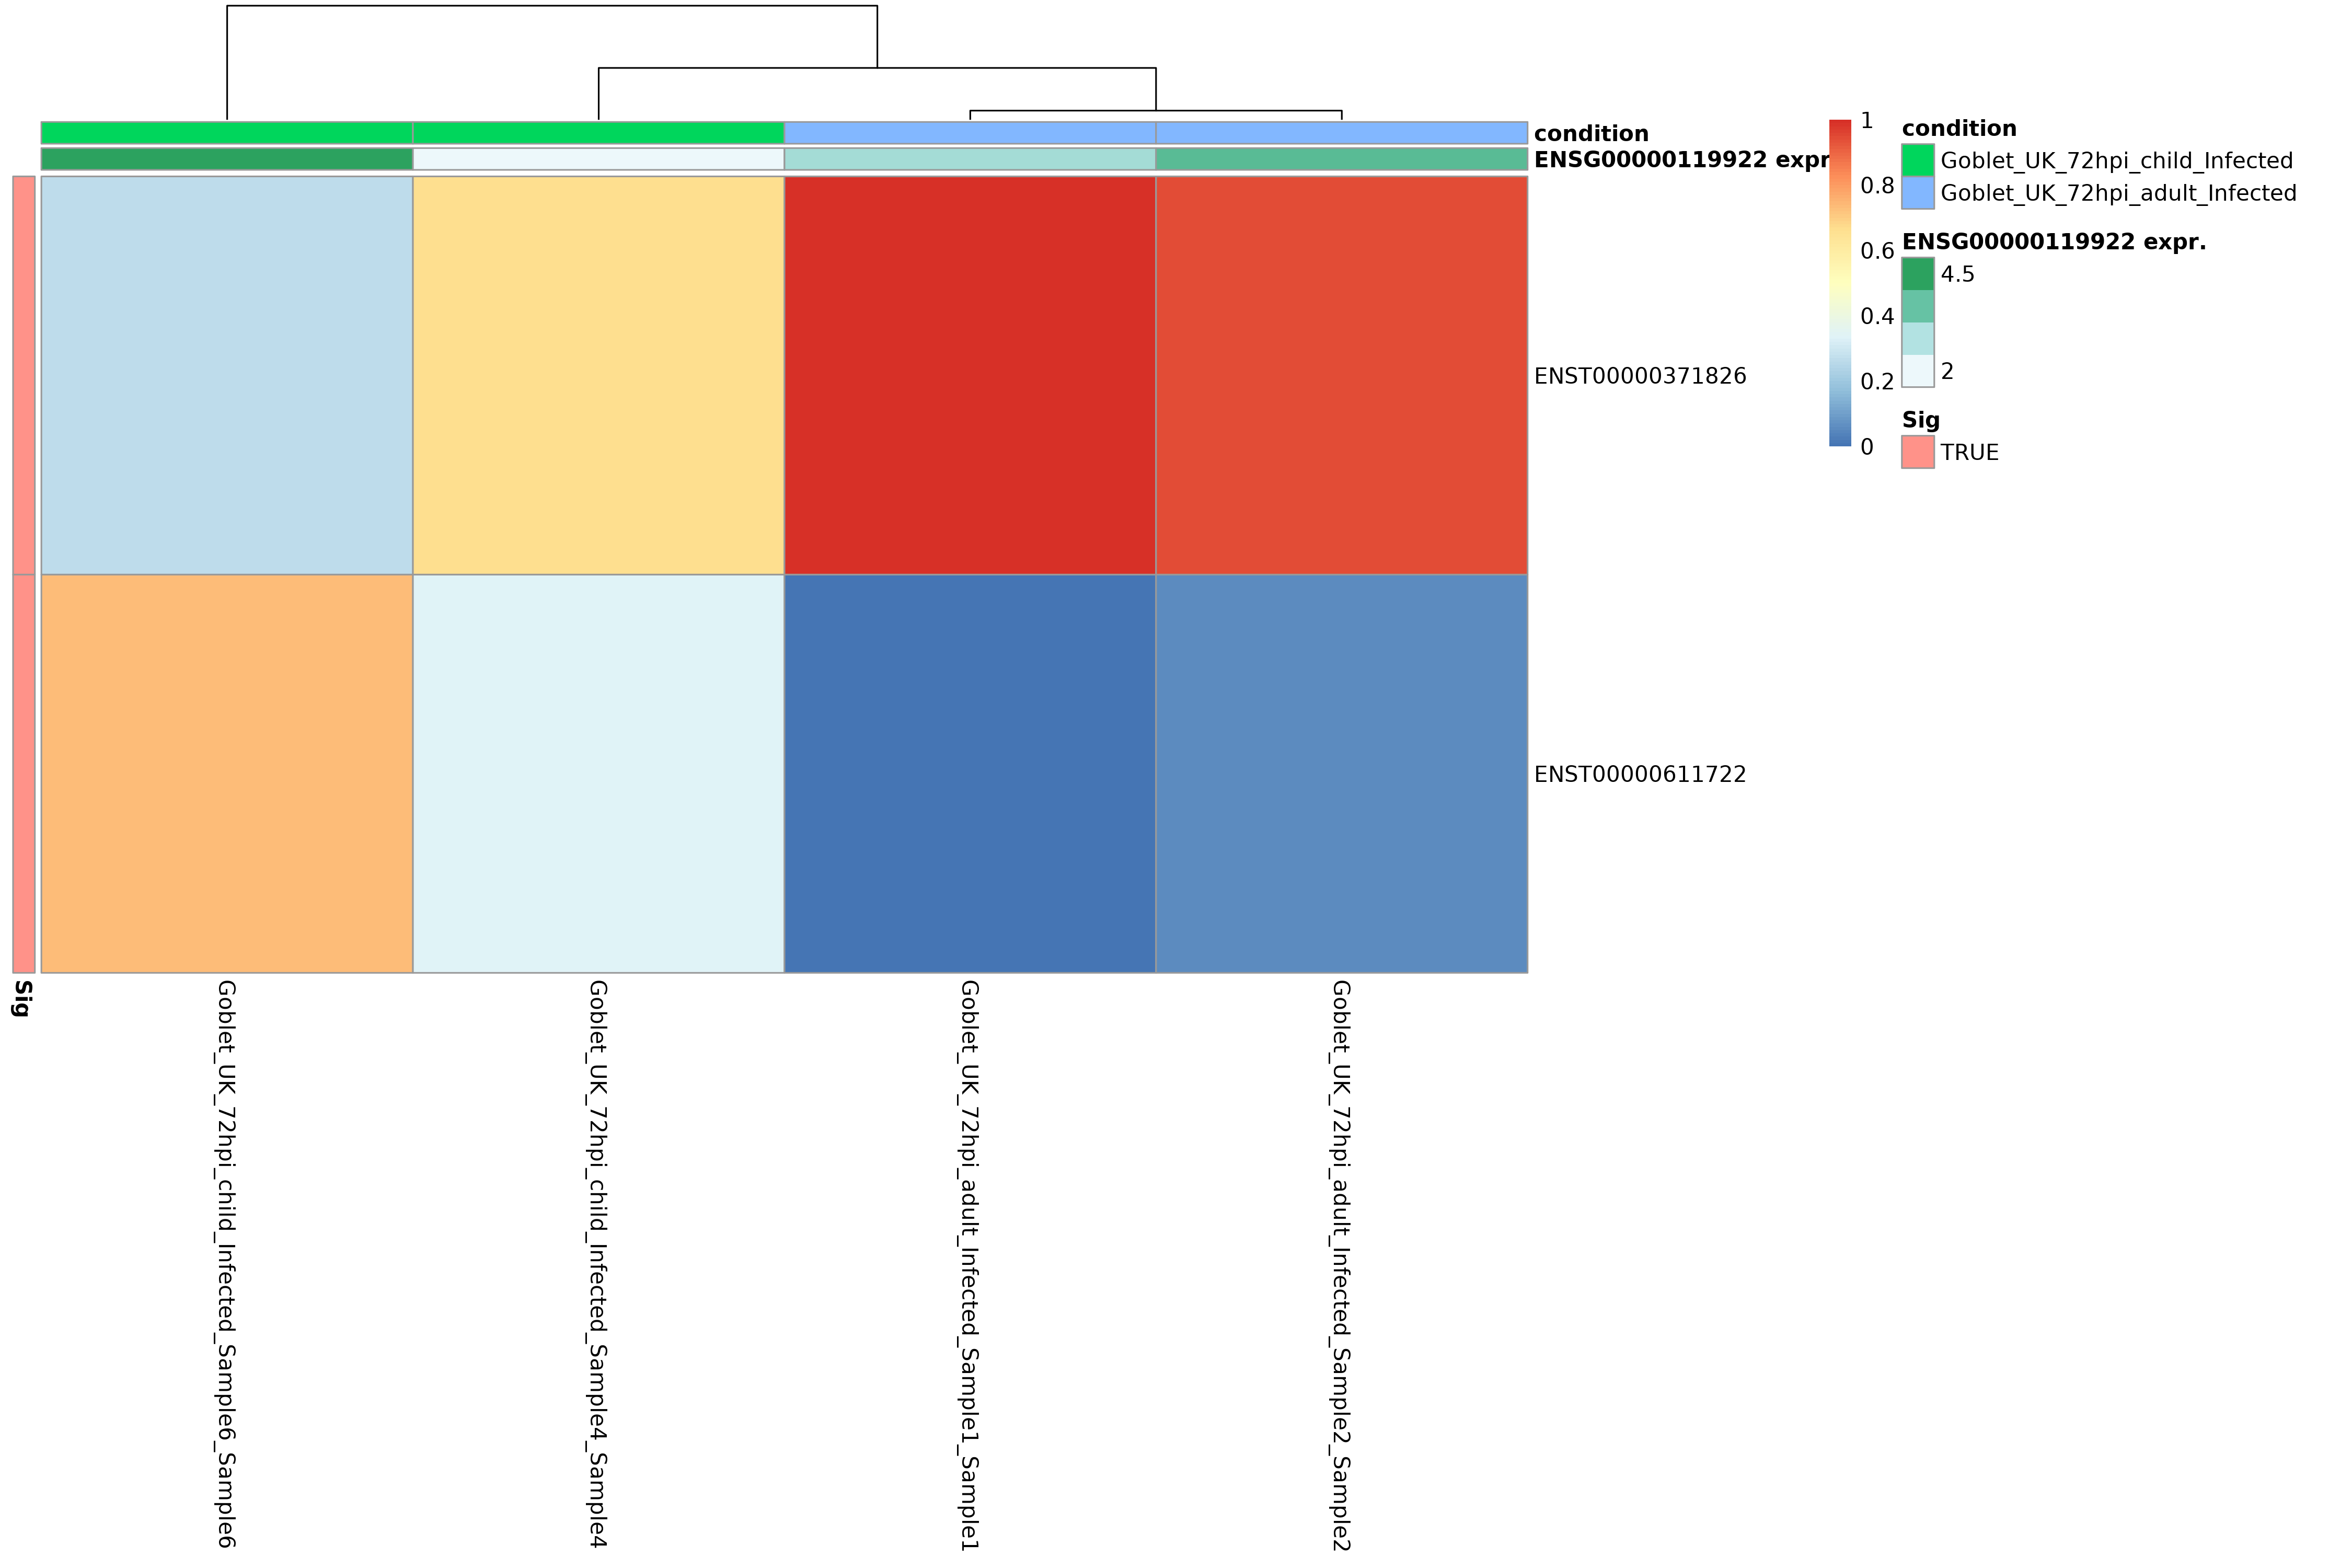 condition
ENSG00000119922 expr
ENST00000371826
ENST00000611722
1
0.8
0.6
0.4
0.2
0
condition
Goblet_UK_72hpi_child_Infected
Goblet_UK_72hpi_adult_Infected
ENSG00000119922 expr.
4.5
2
Sig
TRUE
Sig
Goblet_UK_72hpi_child_Infected_Sample6_Sample6
Goblet_UK_72hpi_child_Infected_Sample4_Sample4
Goblet_UK_72hpi_adult_Infected_Sample1_Sample1
Goblet_UK_72hpi_adult_Infected_Sample2_Sample2